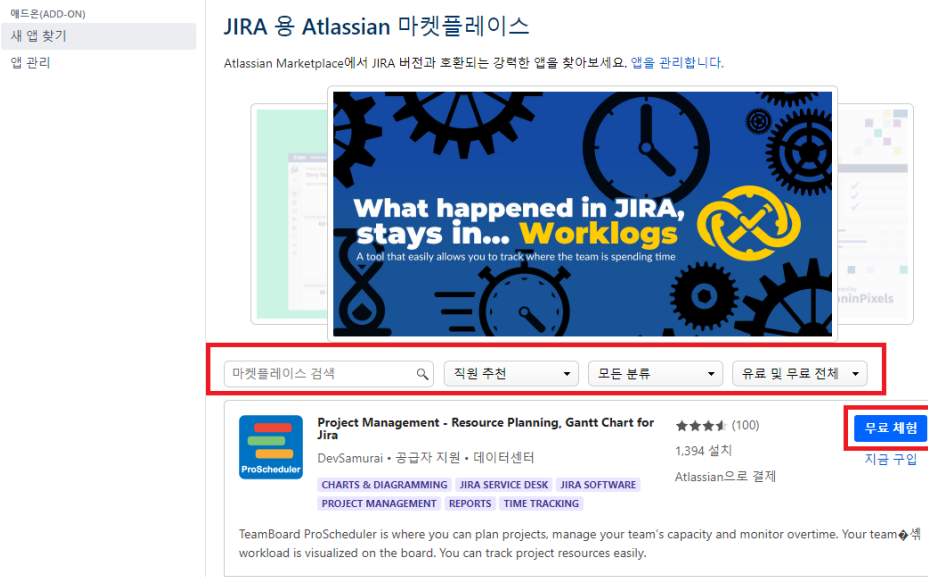 애드온(ADD-ON)
새 앱 찾기
앱 관리
JIRA 용 Atlassian 마켓플레이스
Atlassian Marketplace에서 JIRA 버전과 호환되는 강력한 앱을 찾아보세요. 앱을 관리합니다.
What happened in JIRA,
stays in... Worklogs
A tool that easily allows you to track where the team is spending time
마켓플레이스 검색
직원 추천
모든 분류
유료 및 무료 전체
Project Management - Resource Planning, Gantt Chart for
Jira
(100)
무료 체험
DevSamurai • 공급자 지원 • 데이터센터
1,394 설치
지금 구입
Atlassian으로 결제
ProScheduler
CHARTS & DIAGRAMMING JIRA SERVICE DESK JIRA SOFTWARE
PROJECT MANAGEMENT REPORTS TIME TRACKING
TeamBoard ProScheduler is where you can plan projects, manage your team's capacity and monitor overtime. Your team
workload is visualized on the board. You can track project resources easily.